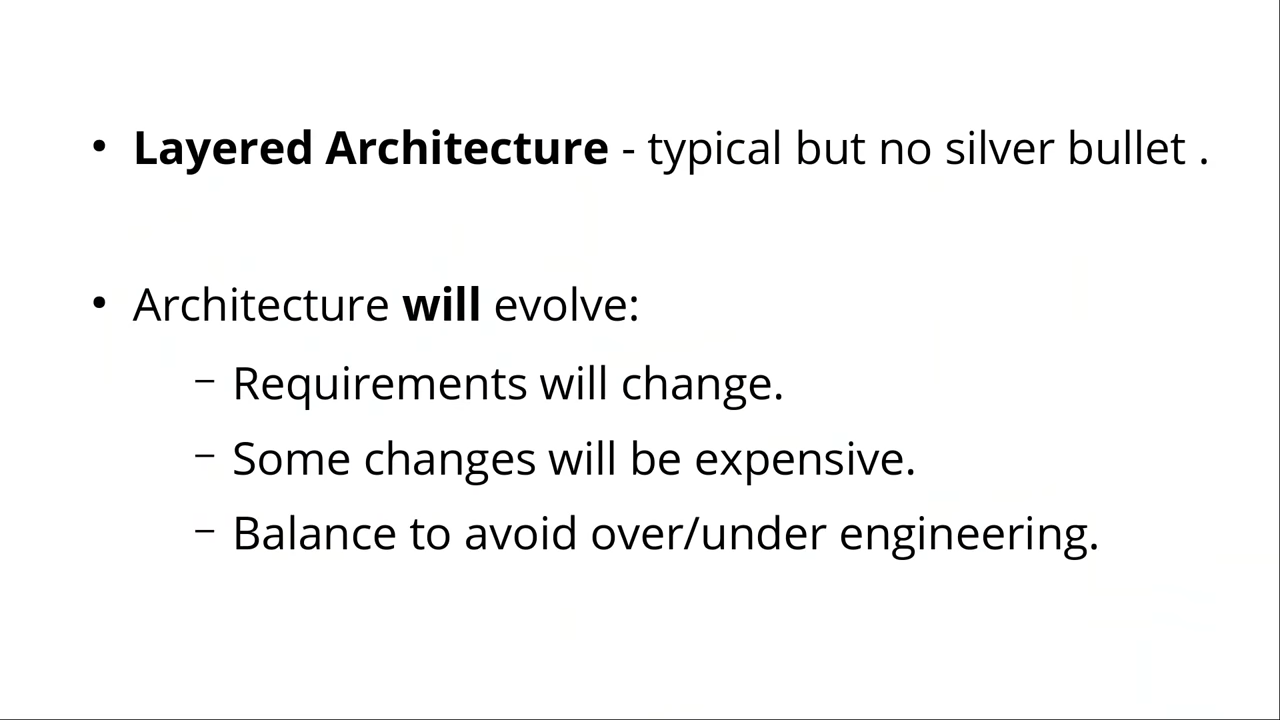 • Layered Architecture - typical but no silver bullet .
• Architecture will evolve:
– Requirements will change.
– Some changes will be expensive.
– Balance to avoid over/under engineering.